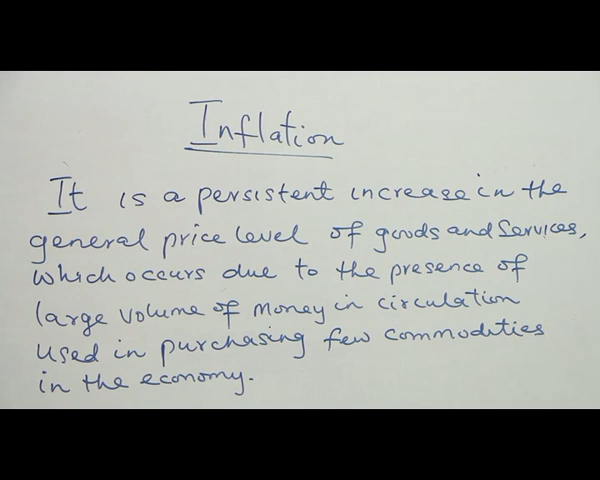 Inflation
It is a persistent increase in the
general price level of goods and services,
which occurs due to the presence of
large volume of money in circulation
used in purchasing few commodities
in the economy.